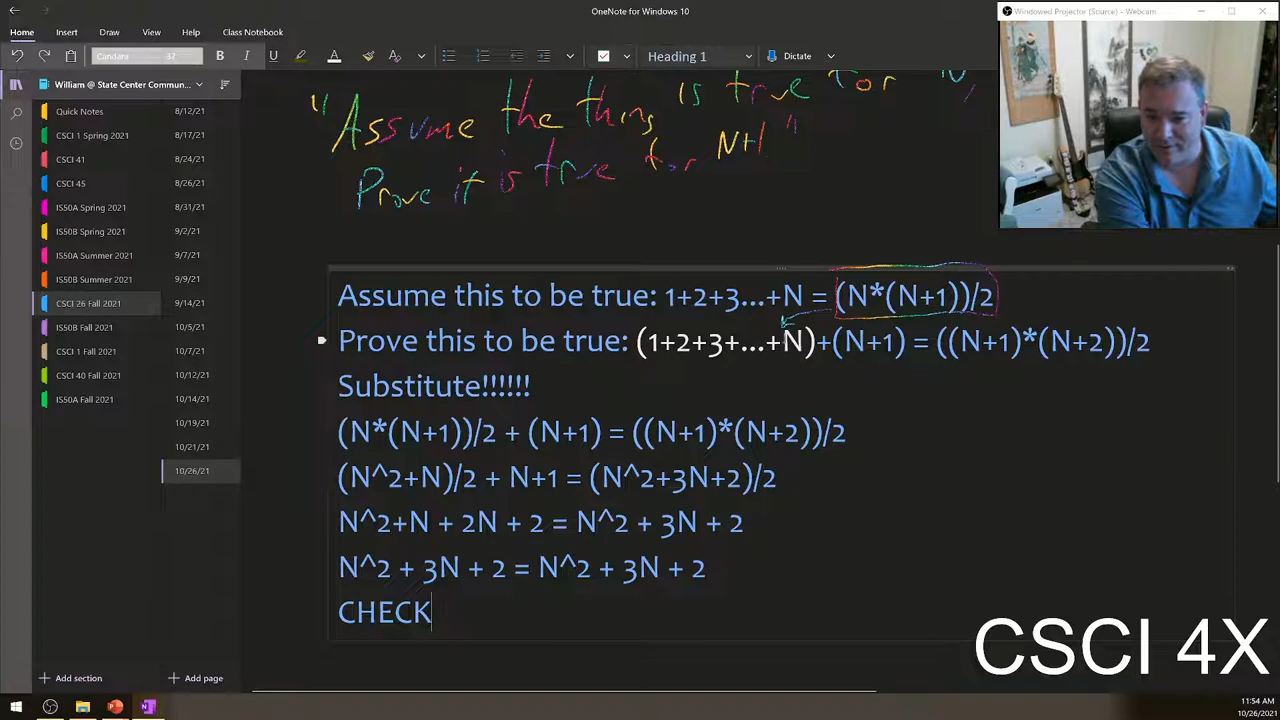 OneNote for Windows 10
Windowed Projector (Source) - Webcam
Home Insert Draw View Help Class Notebook
Candara 37 B I U A Heading 1 Dictate
William @ State Center Commun...
Quick Notes
CSCI 1 Spring 2021
CSCI 41
CSCI 45
IS50A Spring 2021
IS50B Spring 2021
IS50A Summer 2021
IS50B Summer 2021
CSCI 26 Fall 2021
IS50B Fall 2021
CSCI 1 Fall 2021
CSCI 40 Fall 2021
IS50A Fall 2021
8/12/21
8/17/21
8/24/21
8/26/21
8/31/21
9/2/21
9/7/21
9/9/21
9/14/21
10/5/21
10/7/21
10/12/21
10/14/21
10/19/21
10/21/21
10/26/21
"Assume the thing is true for N,
Prove it is true for N+1"
Assume this to be true: 1+2+3...+N = (N*(N+1))/2
Prove this to be true: (1+2+3+...+N)+(N+1) = ((N+1)*(N+2))/2
Substitute!!!!!!
(N*(N+1))/2 + (N+1) = ((N+1)*(N+2))/2
(N^2+N)/2 + N+1 = (N^2+3N+2)/2
N^2+N + 2N + 2 = N^2 + 3N + 2
N^2 + 3N + 2 = N^2 + 3N + 2
CHECK
CSCI 4X
Add section
Add page
11:54 AM
10/26/2021